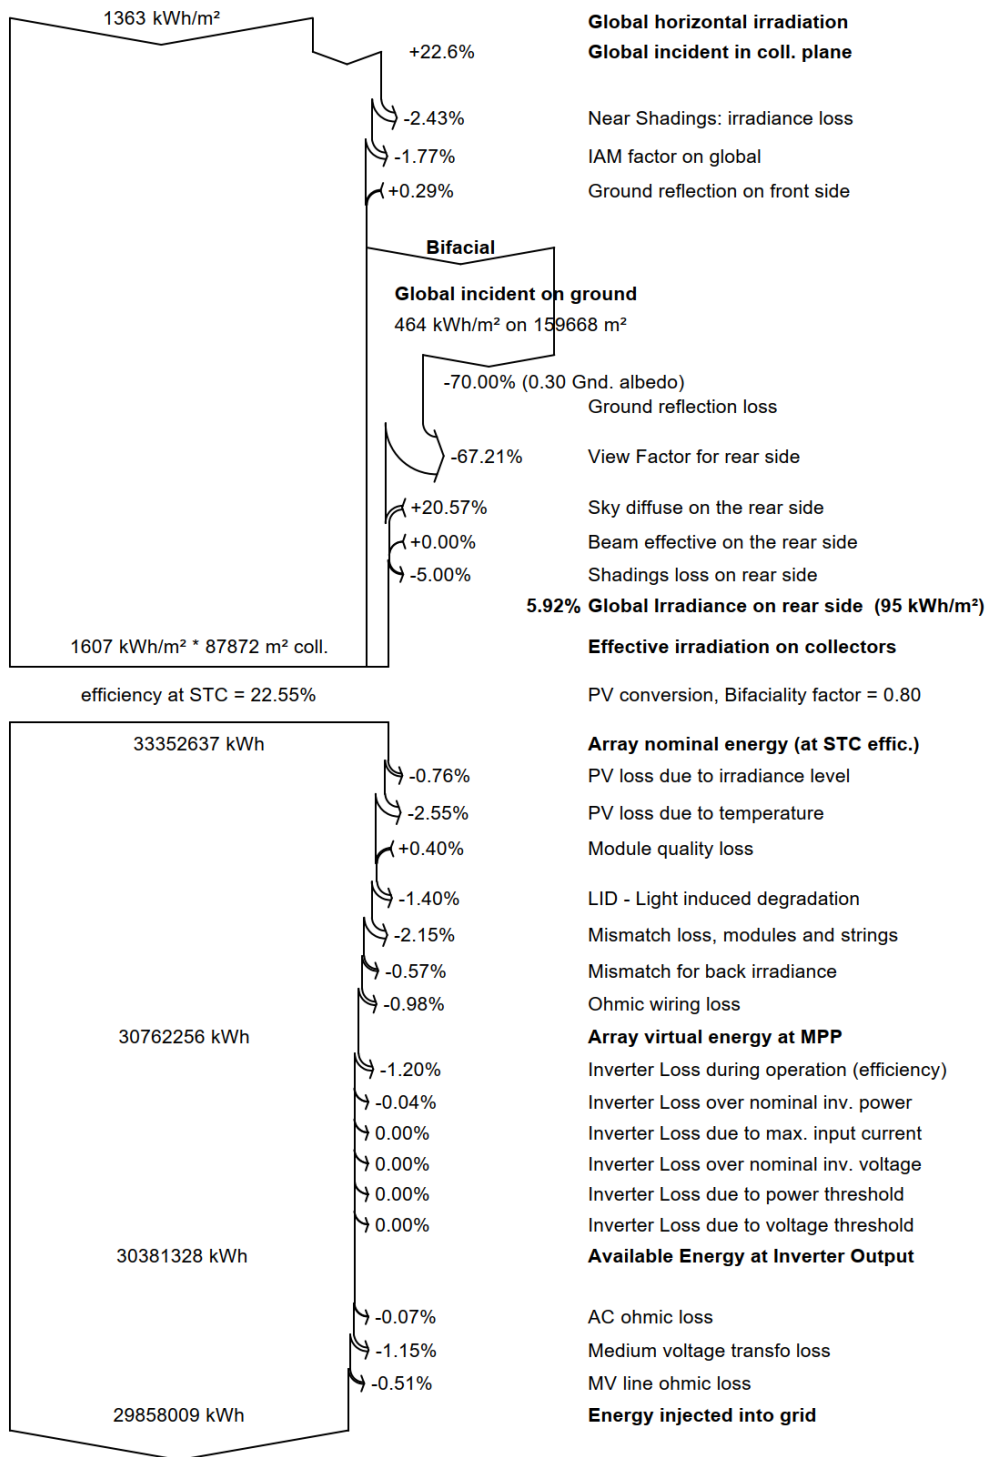 1363 kWh/m² Global horizontal irradiation
+22.6% Global incident in coll. plane
-2.43% Near Shadings: irradiance loss
-1.77% IAM factor on global
+0.29% Ground reflection on front side
Bifacial
Global incident on ground
464 kWh/m² on 159668 m²
-70.00% (0.30 Gnd. albedo)
Ground reflection loss
-67.21% View Factor for rear side
+20.57% Sky diffuse on the rear side
+0.00% Beam effective on the rear side
-5.00% Shadings loss on rear side
5.92% Global Irradiance on rear side (95 kWh/m²)
1607 kWh/m² * 87872 m² coll. Effective irradiation on collectors
efficiency at STC = 22.55% PV conversion, Bifaciality factor = 0.80
33352637 kWh Array nominal energy (at STC effic.)
-0.76% PV loss due to irradiance level
-2.55% PV loss due to temperature
+0.40% Module quality loss
-1.40% LID - Light induced degradation
-2.15% Mismatch loss, modules and strings
-0.57% Mismatch for back irradiance
-0.98% Ohmic wiring loss
30762256 kWh Array virtual energy at MPP
-1.20% Inverter Loss during operation (efficiency)
-0.04% Inverter Loss over nominal inv. power
0.00% Inverter Loss due to max. input current
0.00% Inverter Loss over nominal inv. voltage
0.00% Inverter Loss due to power threshold
0.00% Inverter Loss due to voltage threshold
30381328 kWh Available Energy at Inverter Output
-0.07% AC ohmic loss
-1.15% Medium voltage transfo loss
-0.51% MV line ohmic loss
29858009 kWh Energy injected into grid